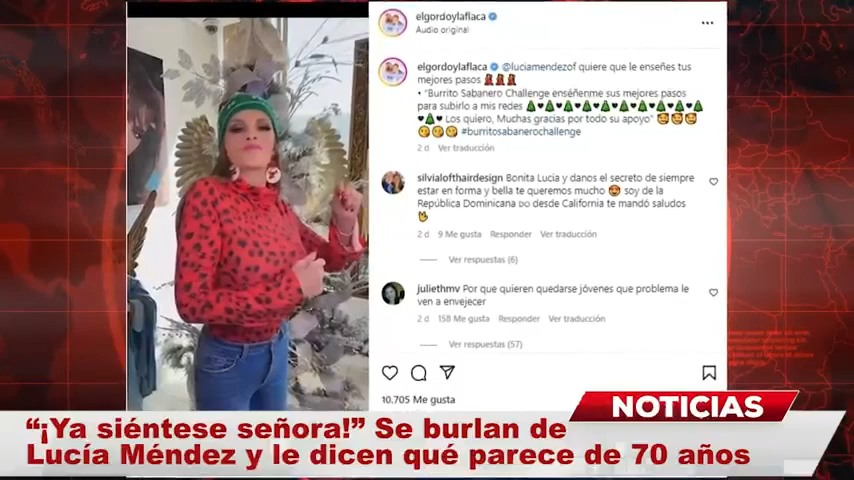 elgordoylaflaca
Audio original
elgordoylaflaca @luciamendezof quiere que le enseñes tus
mejores pasos
• "Burrito Sabanero Challenge enséñenme sus mejores pasos
para subirlo a mis redes
Los quiero, Muchas gracias por todo su apoyo"
#burritosabanerochallenge
2 d Ver traducción
silvialofthairdesign Bonita Lucia y danos el secreto de siempre
estar en forma y bella te queremos mucho soy de la
República Dominicana DO desde California te mandó saludos
2 d 9 Me gusta Responder Ver traducción
Ver respuestas (6)
juliethmv Por que quieren quedarse jóvenes que problema le
ven a envejecer
2 d 158 Me gusta Responder Ver traducción
Ver respuestas (57)
10.705 Me gusta
NOTICIAS
“¡Ya siéntese señora!” Se burlan de
Lucía Méndez y le dicen qué parece de 70 años